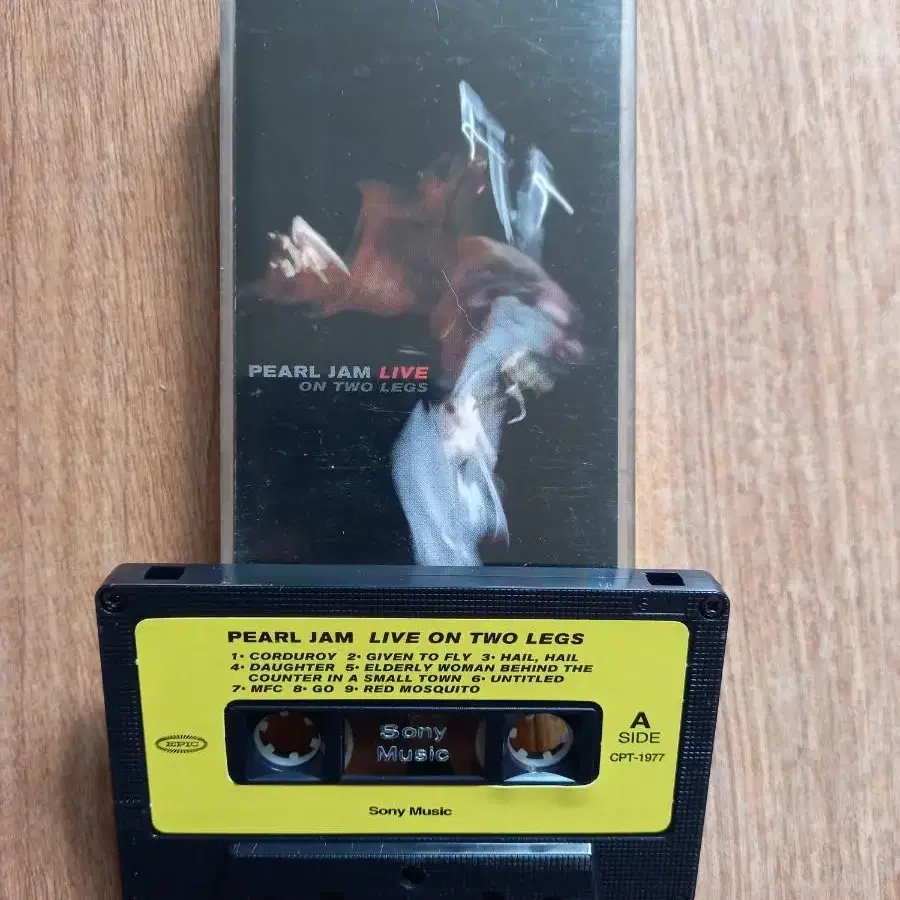 PEARL JAM LIVE
ON TWO LEGS
PEARL JAM LIVE ON TWO LEGS
1• CORDUROY 2• GIVEN TO FLY 3• HAIL, HAIL
4• DAUGHTER 5• ELDERLY WOMAN BEHIND THE
COUNTER IN A SMALL TOWN 6• UNTITLED
7• MFC 8• GO 9• RED MOSQUITO
EPIC
Sony
Music
A
SIDE
CPT-1977
Sony Music